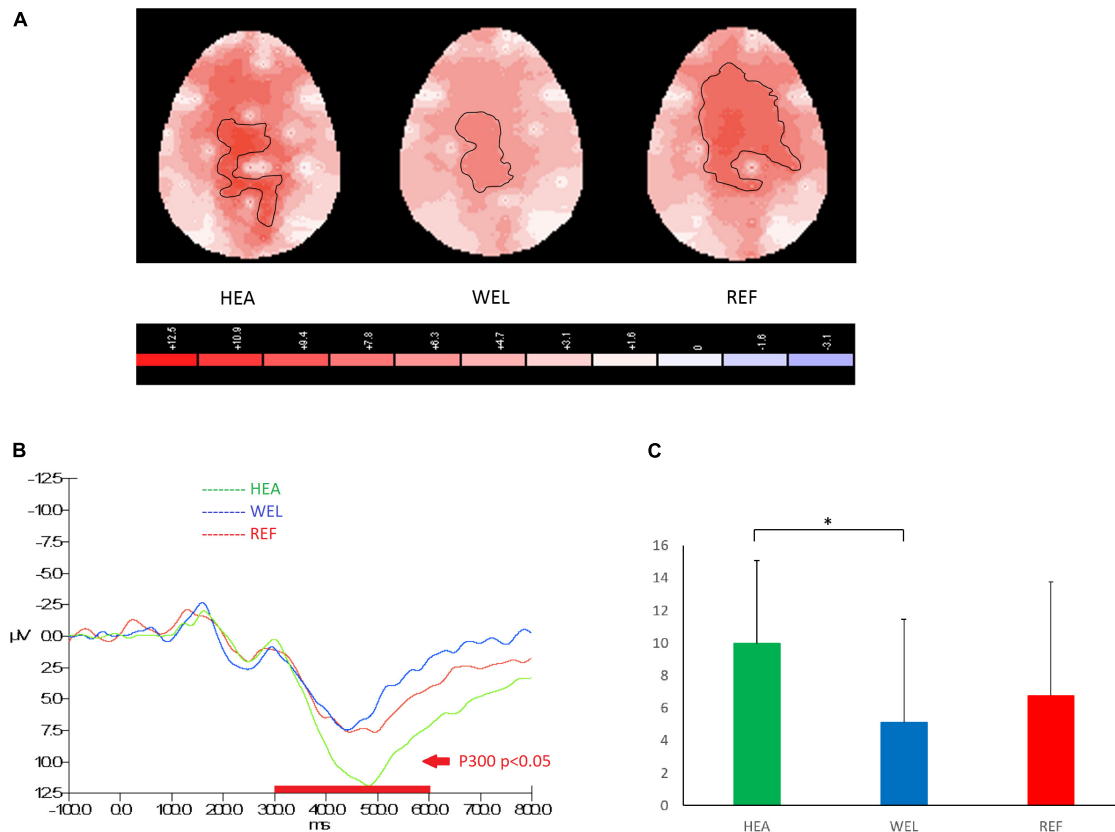 A
HEA WEL REF
+12.5 +10.9 +9.4 +7.8 +6.3 +4.7 +3.1 +1.6 0 -1.6 -3.1
B
-12.5
-10.0
-7.5
-5.0
-2.5
µV 0.0
2.5
5.0
7.5
10.0
12.5
-100.0 0.0 100.0 200.0 300.0 400.0 500.0 600.0 700.0 800.0
ms
HEA
WEL
REF
P300 p<0.05
C
*
16
14
12
10
8
6
4
2
0
HEA WEL REF